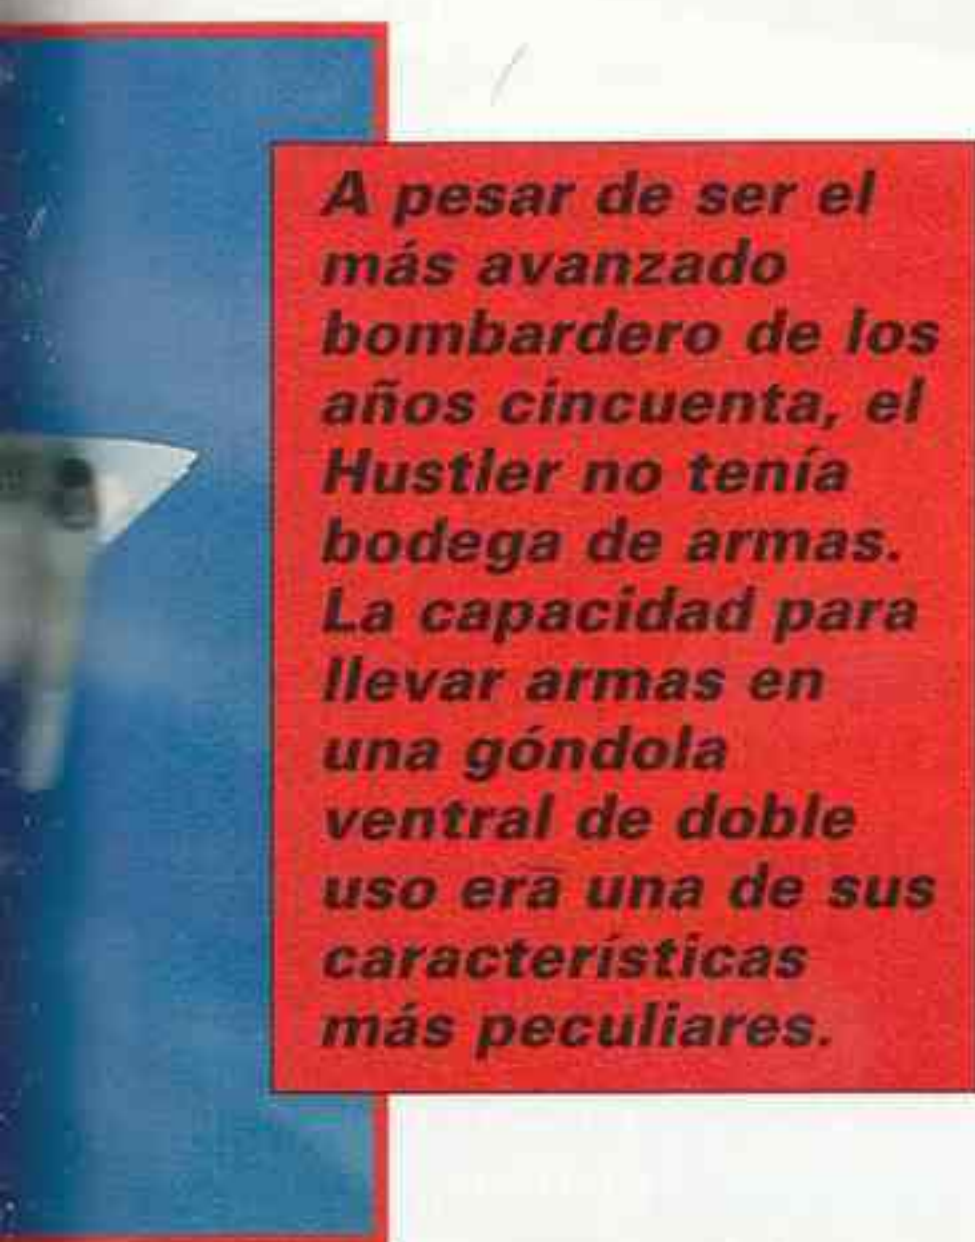 A pesar de ser el
más avanzado
bombardero de los
años cincuenta, el
Hustler no tenía
bodega de armas.
La capacidad para
llevar armas en
una góndola
ventral de doble
uso era una de sus
características
más peculiares.